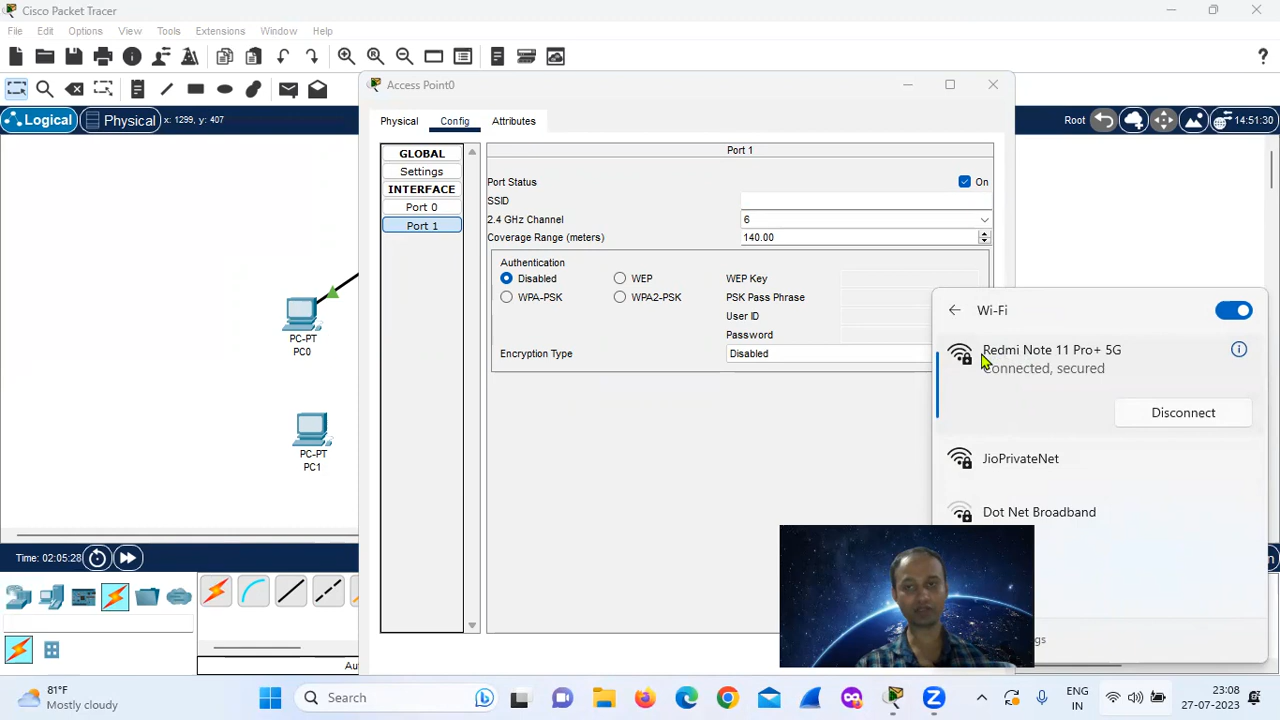 Cisco Packet Tracer
File Edit Options View Tools Extensions Window Help
Logical Physical x: 1299, y: 407 Root 14:51:30
Access Point0
Physical Config Attributes
GLOBAL
Settings
INTERFACE
Port 0
Port 1
Port 1
Port Status On
SSID
2.4 GHz Channel 6
Coverage Range (meters) 140.00
Authentication
Disabled WEP WEP Key
WPA-PSK WPA2-PSK PSK Pass Phrase
User ID
Password
Encryption Type Disabled
PC-PT
PC0
PC-PT
PC1
Wi-Fi
Redmi Note 11 Pro+ 5G
Connected, secured
Disconnect
JioPrivateNet
Dot Net Broadband
Time: 02:05:28
81°F
Mostly cloudy
Search
ENG
IN
23:08
27-07-2023